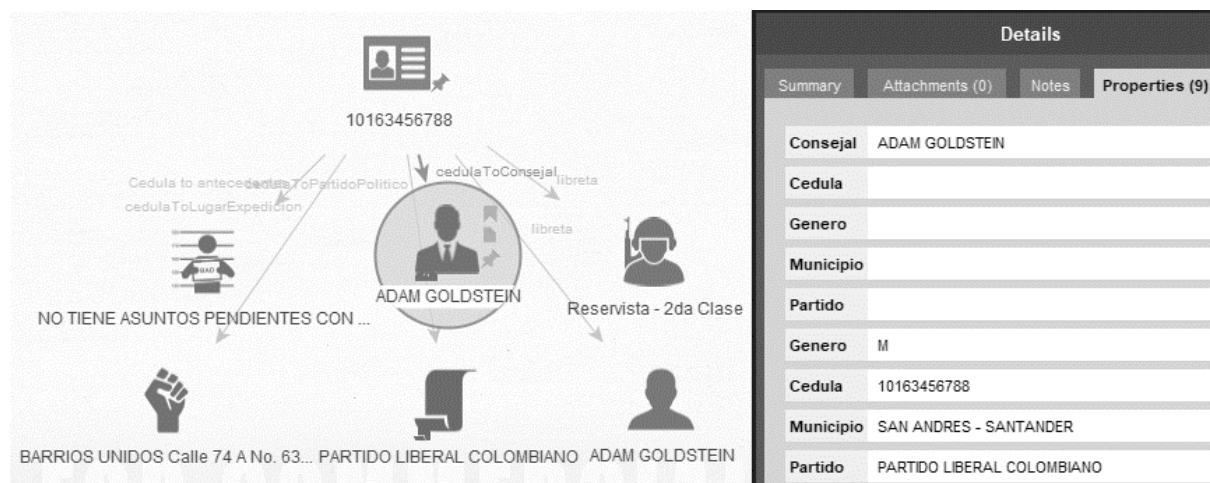 10163456788
cedulaToConsejal
libreta
Cedula to antecedentes
cedulaToPartidoPolitico
cedulaToLugarExpedicion
libreta
BAD
ADAM GOLDSTEIN
Reservista - 2da Clase
NO TIENE ASUNTOS PENDIENTES CON ...
BARRIOS UNIDOS Calle 74 A No. 63...
PARTIDO LIBERAL COLOMBIANO
ADAM GOLDSTEIN
Details
Summary
Attachments (0)
Notes
Properties (9)
Consejal ADAM GOLDSTEIN
Cedula
Genero
Municipio
Partido
Genero M
Cedula 10163456788
Municipio SAN ANDRES - SANTANDER
Partido PARTIDO LIBERAL COLOMBIANO